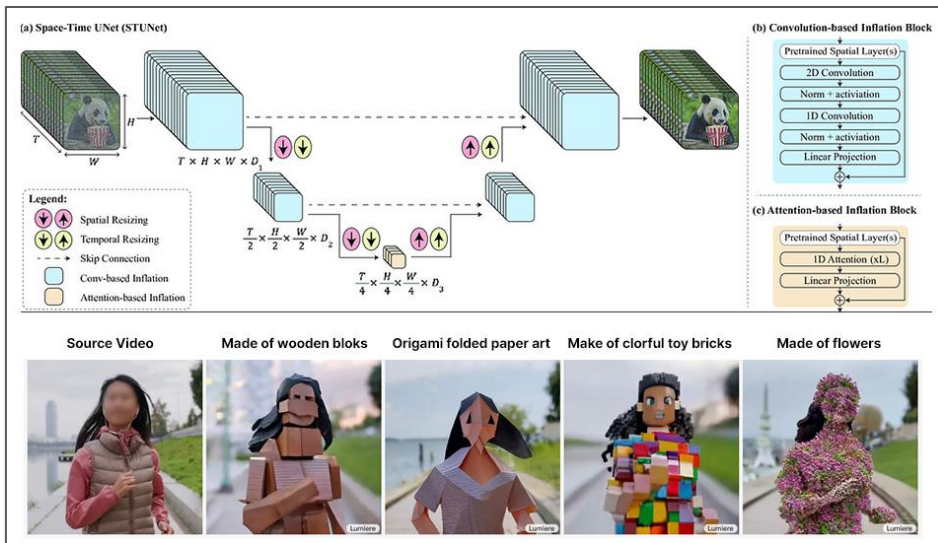 (a) Space-Time UNet (STUNet)
T
H
W
T × H × W × D1
T/2 × H/2 × W/2 × D2
T/4 × H/4 × W/4 × D3
Legend:
Spatial Resizing
Temporal Resizing
Skip Connection
Conv-based Inflation
Attention-based Inflation
(b) Convolution-based Inflation Block
Pretrained Spatial Layer(s)
2D Convolution
Norm + activiation
1D Convolution
Norm + activiation
Linear Projection
(c) Attention-based Inflation Block
Pretrained Spatial Layer(s)
1D Attention (xL)
Linear Projection
Source Video
Made of wooden bloks
Origami folded paper art
Make of clorful toy bricks
Made of flowers
Lumiere
Lumiere
Lumiere
Lumiere